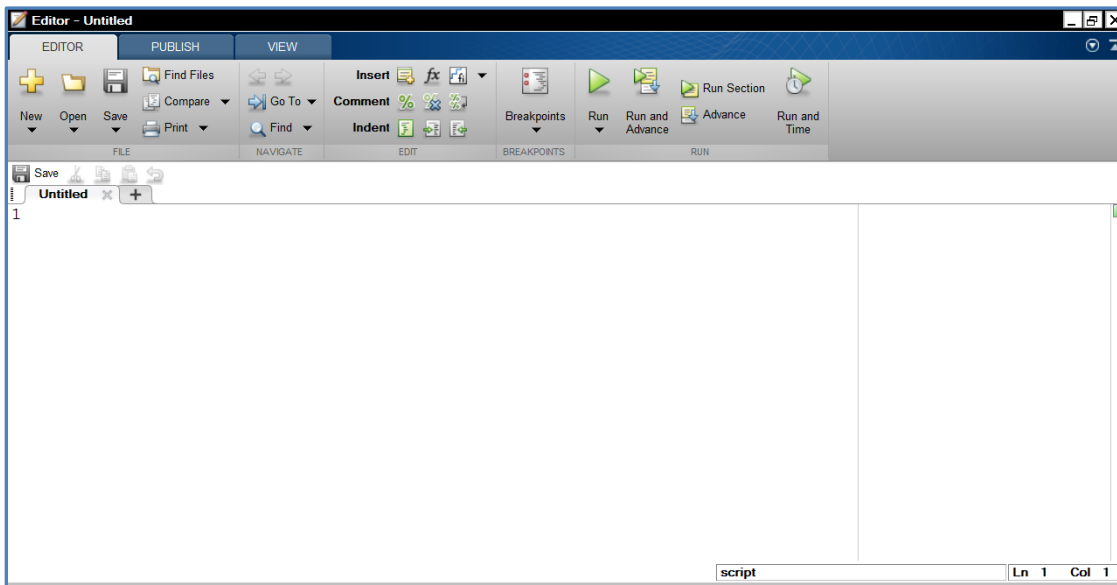 Editor - Untitled
EDITOR PUBLISH VIEW
New
Open
Save
Find Files
Compare
Print
FILE
Go To
Find
NAVIGATE
Insert fx
Comment %
Indent
EDIT
Breakpoints
BREAKPOINTS
Run
Run and
Advance
Run Section
Advance
Run and
Time
RUN
Save
Untitled
1
script Ln 1 Col 1